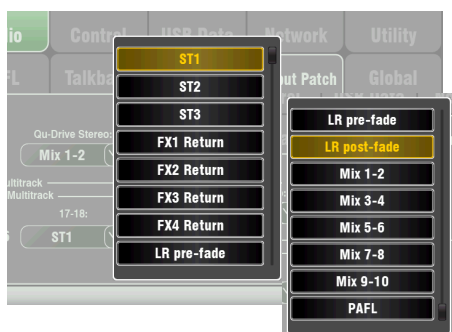 io Control USB Data Network Utility
FL Talkba ut Patch Global
Qu-Drive Stereo:
Mix 1-2
ultitrack
Multitrack
17-18:
ST1
ST1
ST2
ST3
FX1 Return
FX2 Return
FX3 Return
FX4 Return
LR pre-fade
LR pre-fade
LR post-fade
Mix 1-2
Mix 3-4
Mix 5-6
Mix 7-8
Mix 9-10
PAFL